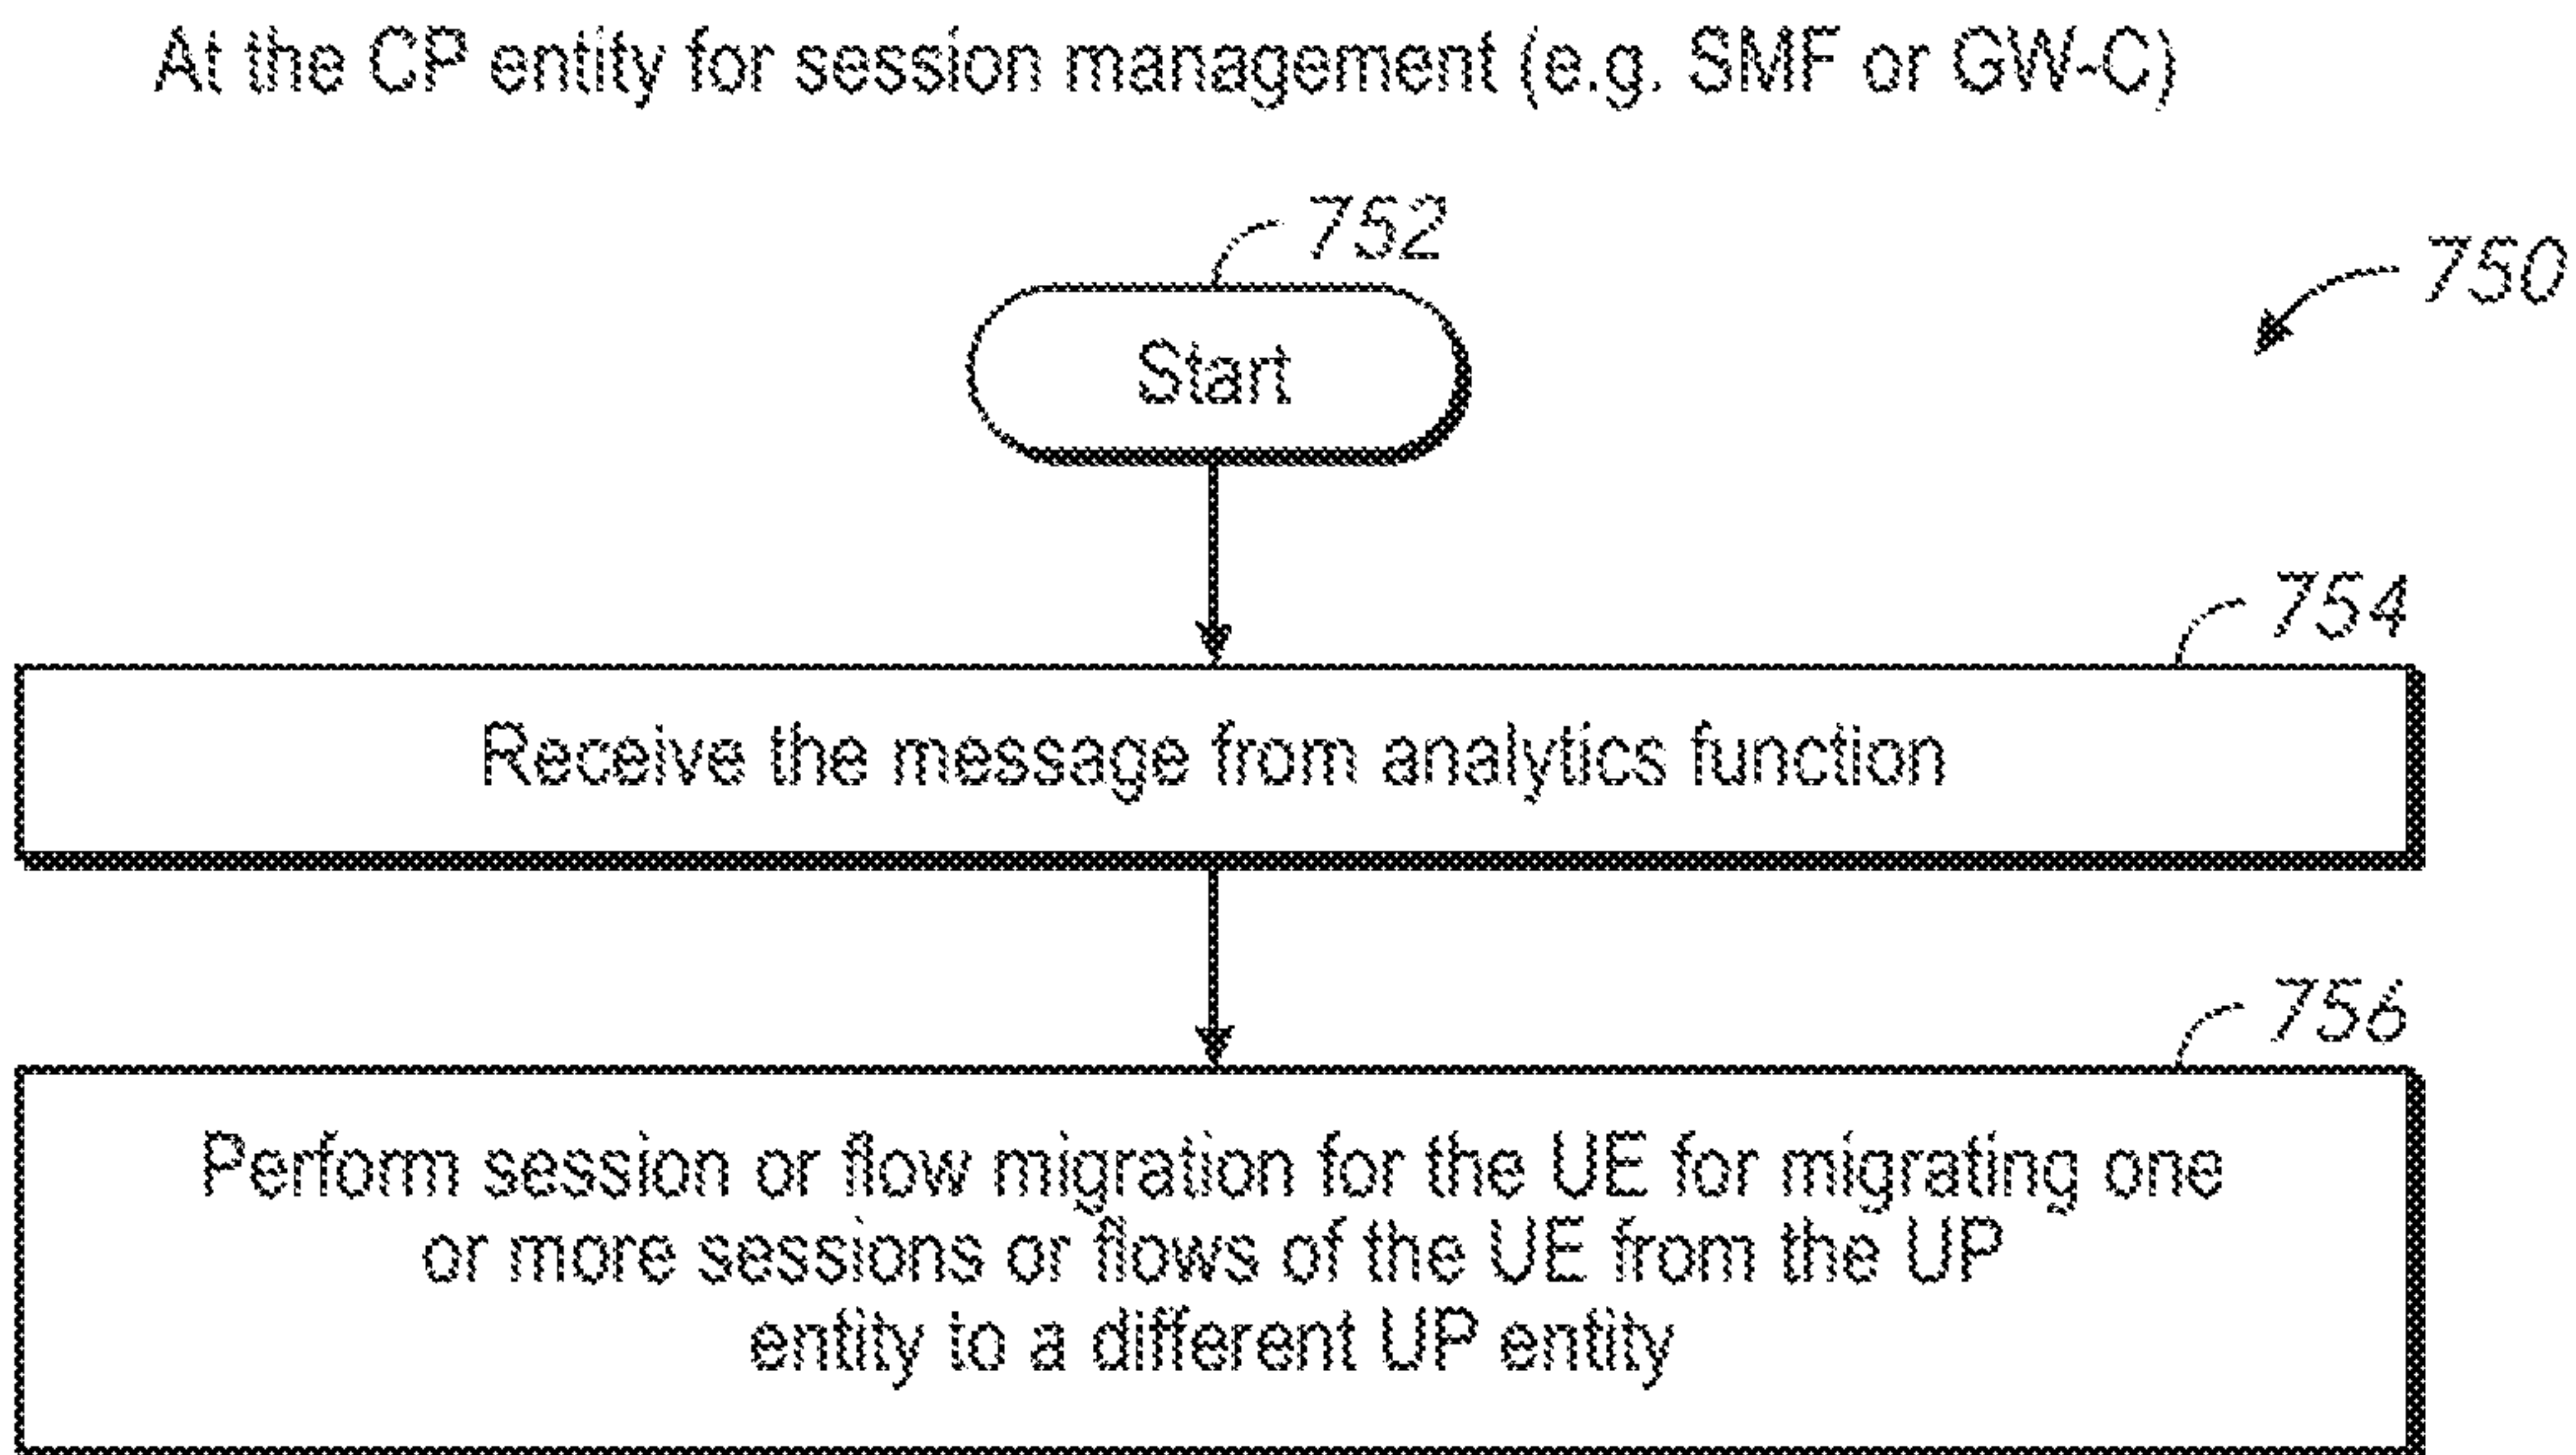 At the CP entity for session management (e.g. SMF or GW-C)
752
750
Start
754
Receive the message from analytics function
756
Perform session or flow migration for the UE for migrating one
or more sessions or flows of the UE from the UP
entity to a different UP entity